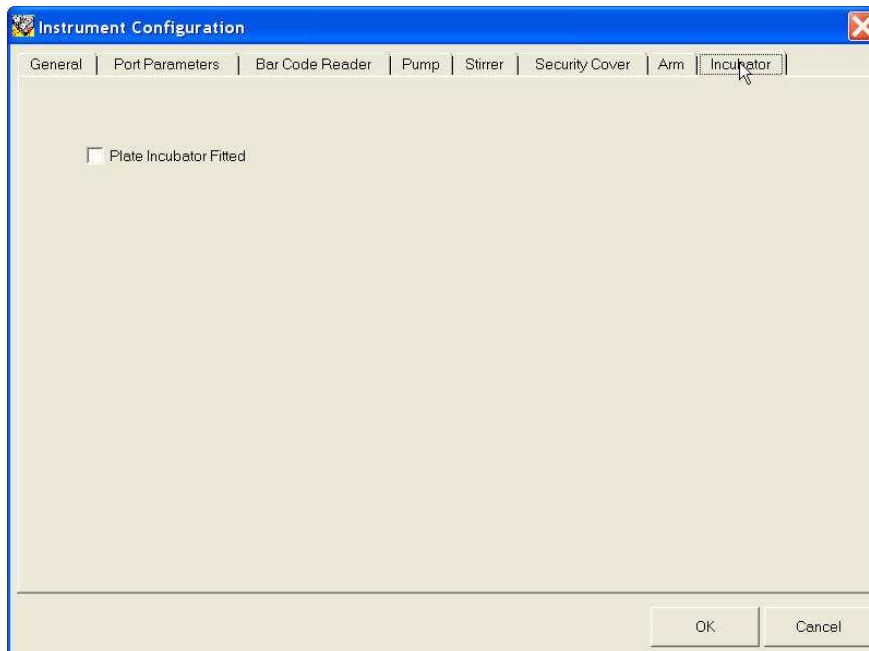 Instrument Configuration
General Port Parameters Bar Code Reader Pump Stirrer Security Cover Arm Incubator
Plate Incubator Fitted
OK Cancel